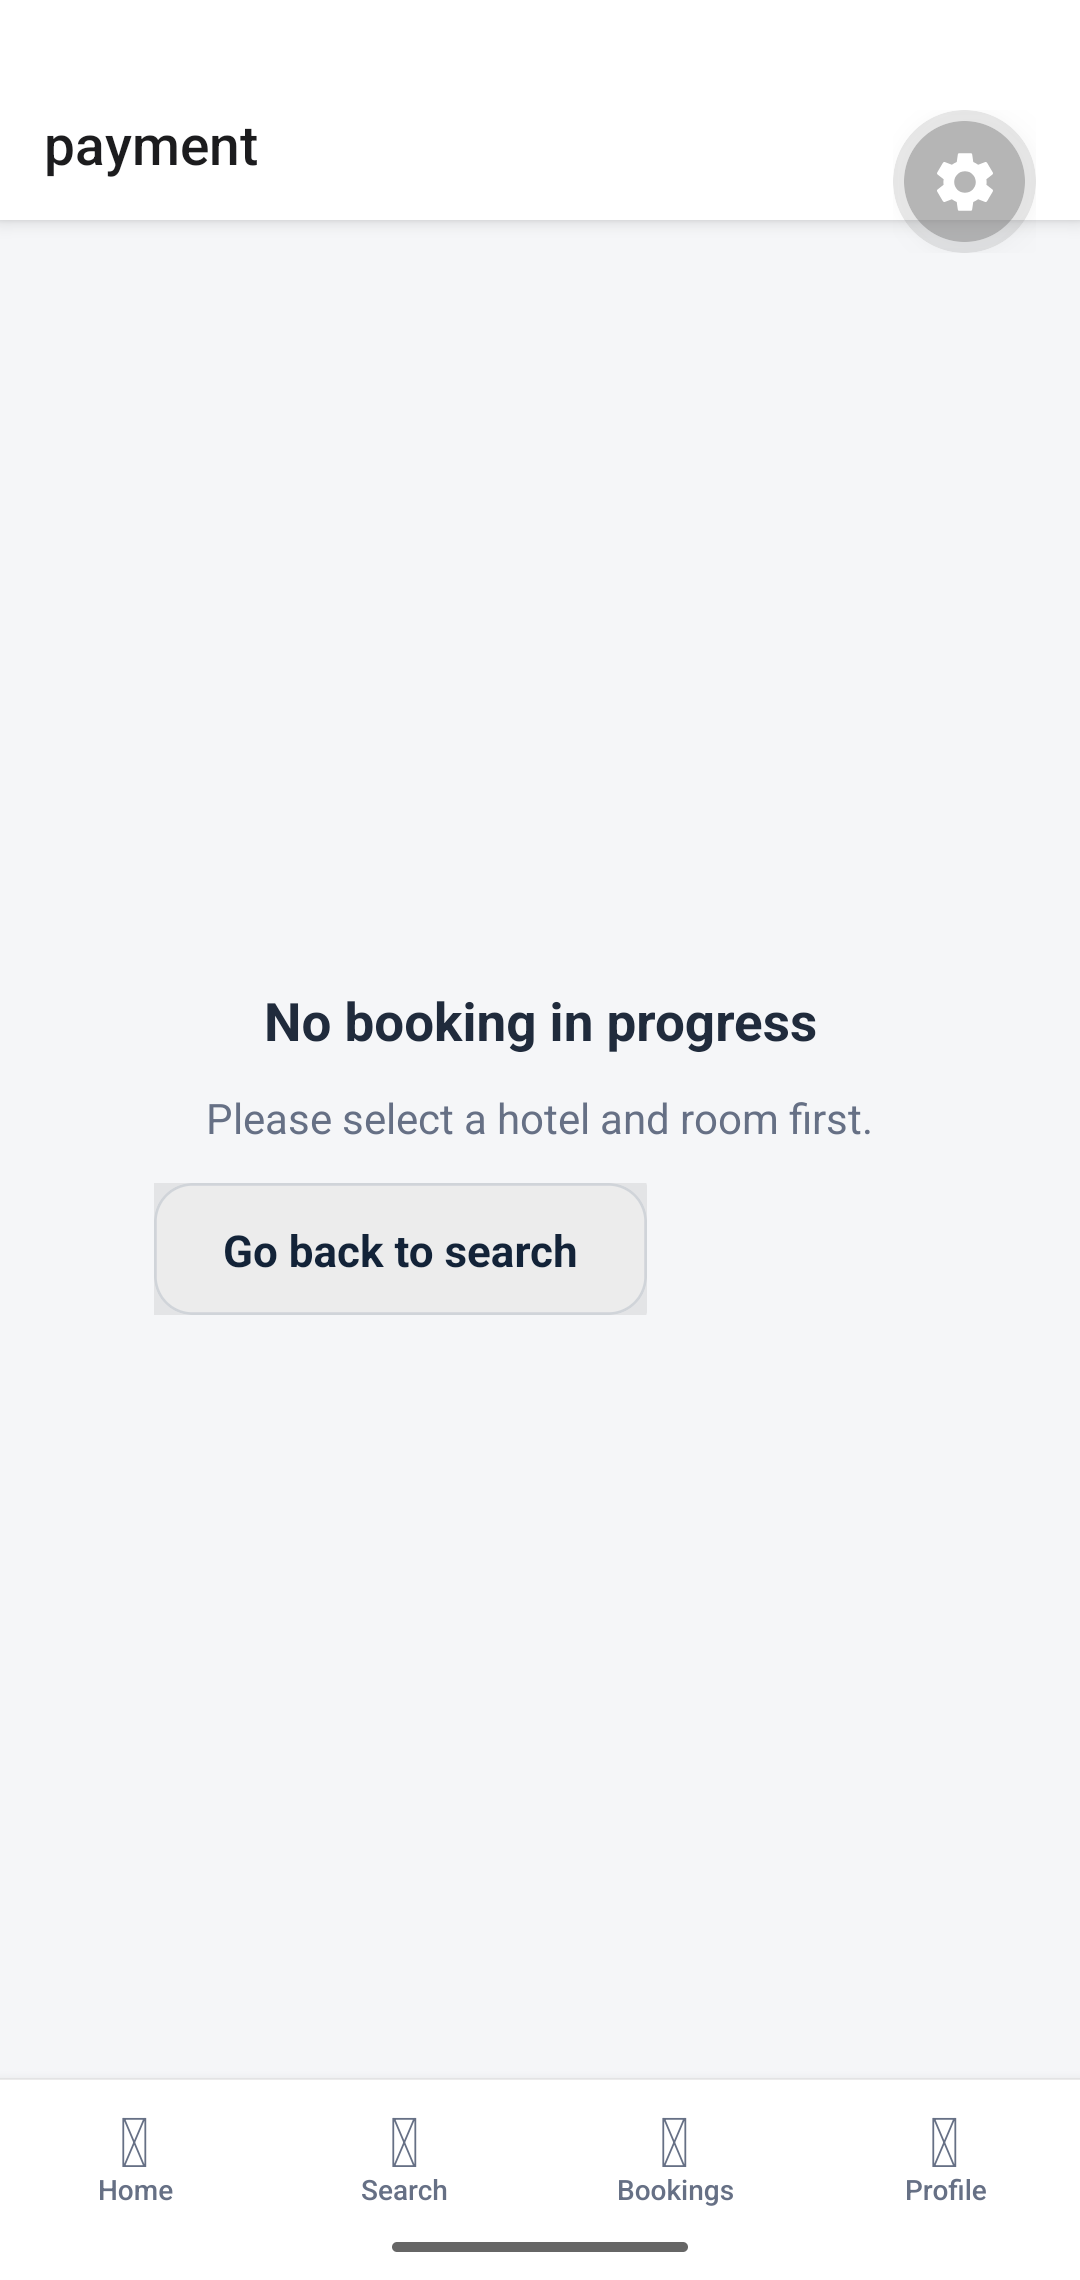 payment
No booking in progress
Please select a hotel and room first.
Go back to search
Home
Search
Bookings
Profile